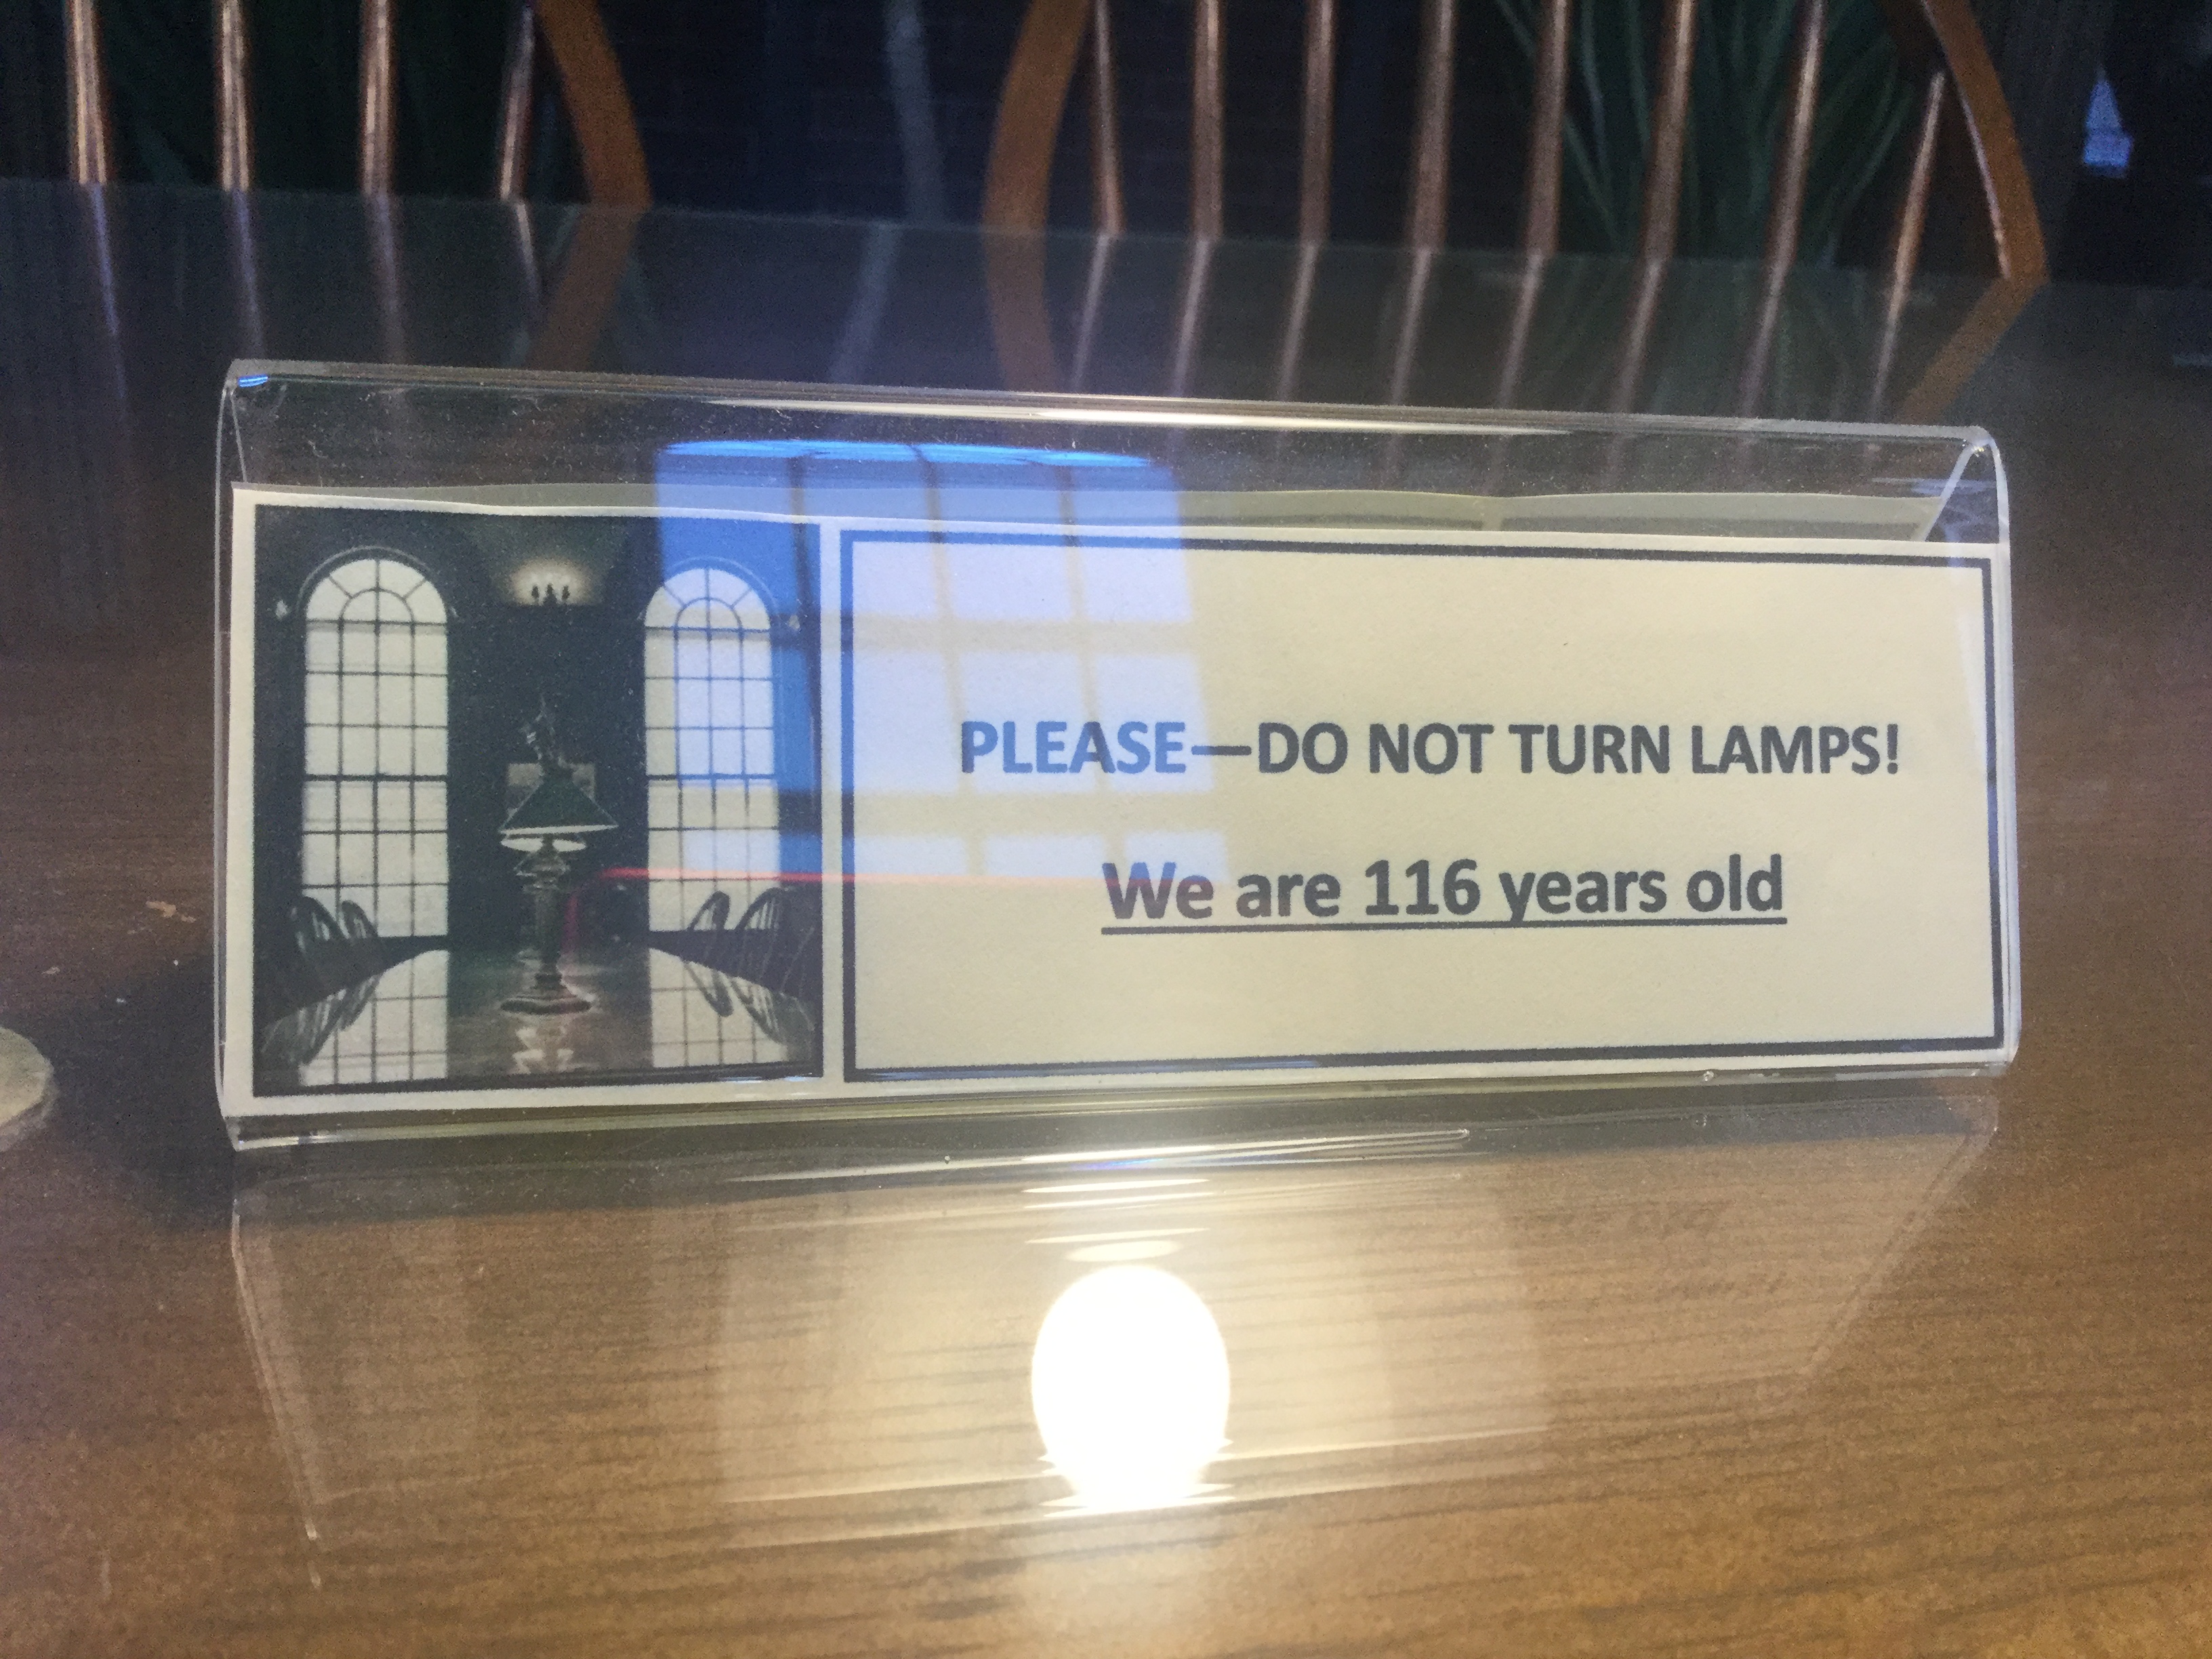 PLEASE—DO NOT TURN LAMPS!
We are 116 years old